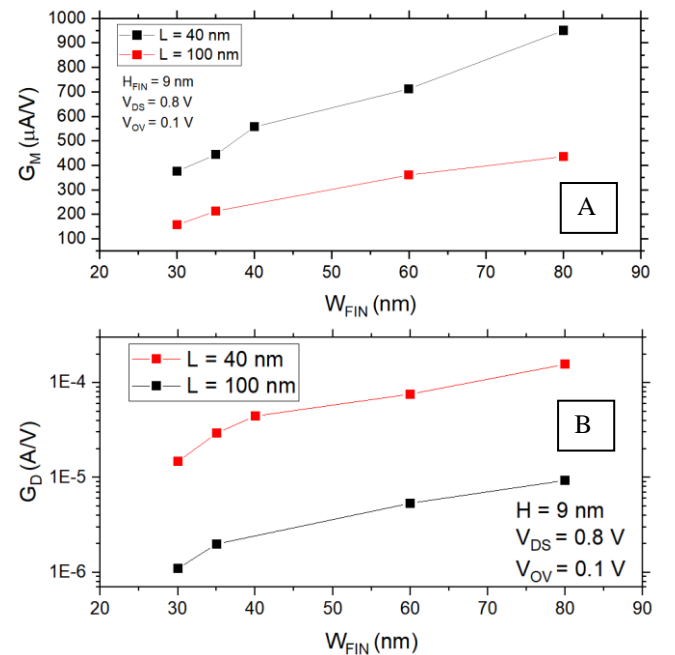 1000
900
800
700
600
500
400
300
200
100
G_M (μA/V)
L = 40 nm
L = 100 nm
H_FIN = 9 nm
V_DS = 0.8 V
V_OV = 0.1 V
A
20 30 40 50 60 70 80 90
W_FIN (nm)
1E-4
1E-5
1E-6
G_D (A/V)
L = 40 nm
L = 100 nm
B
H = 9 nm
V_DS = 0.8 V
V_OV = 0.1 V
20 30 40 50 60 70 80 90
W_FIN (nm)